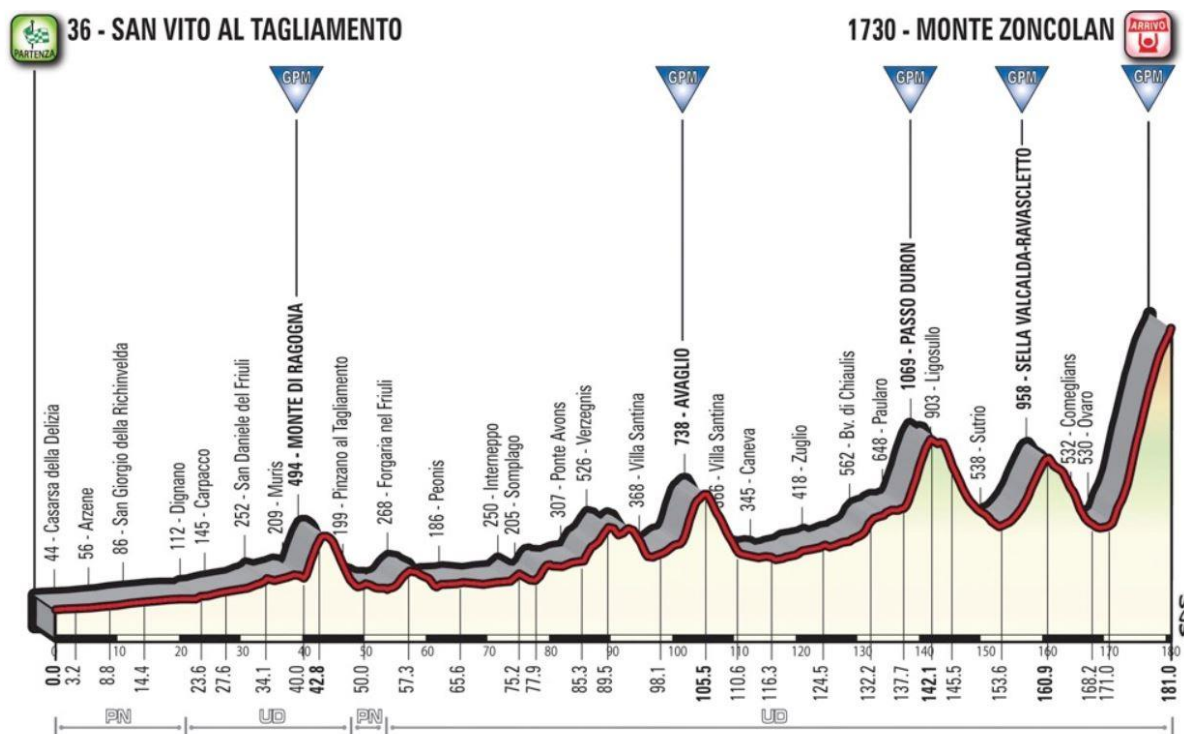 36 - SAN VITO AL TAGLIAMENTO
1730 - MONTE ZONCOLAN
PARTENZA
ARRIVO
GPM
GPM
GPM
GPM
GPM
44 - Casarsa della Delizia
56 - Arzene
86 - San Giorgio della Richinvelda
112 - Dignano
145 - Carpacco
252 - San Daniele del Friuli
209 - Muris
494 - MONTE DI RAGOGNA
199 - Pinzano al Tagliamento
268 - Forgaria nel Friuli
186 - Peonis
250 - Interneppo
205 - Somplago
307 - Ponte Avons
526 - Verzegnis
368 - Villa Santina
738 - AVAGLIO
366 - Villa Santina
345 - Caneva
418 - Zuglio
562 - Bv. di Chiaulis
648 - Paularo
1069 - PASSO DURON
903 - Ligosullo
538 - Sutrio
958 - SELLA VALCALDA-RAVASCLETTO
532 - Comeglians
530 - Ovaro
SDS
0 10 20 30 40 50 60 70 80 90 100 110 120 130 140 150 160 170 180
0.0 3.2 8.8 14.4 23.6 27.6 34.1 40.0 42.8 50.0 57.3 65.6 75.2 77.9 85.3 89.5 98.1 105.5 110.6 116.3 124.5 132.2 137.7 142.1 145.5 153.6 160.9 168.2 171.0 181.0
PN UD PN UD